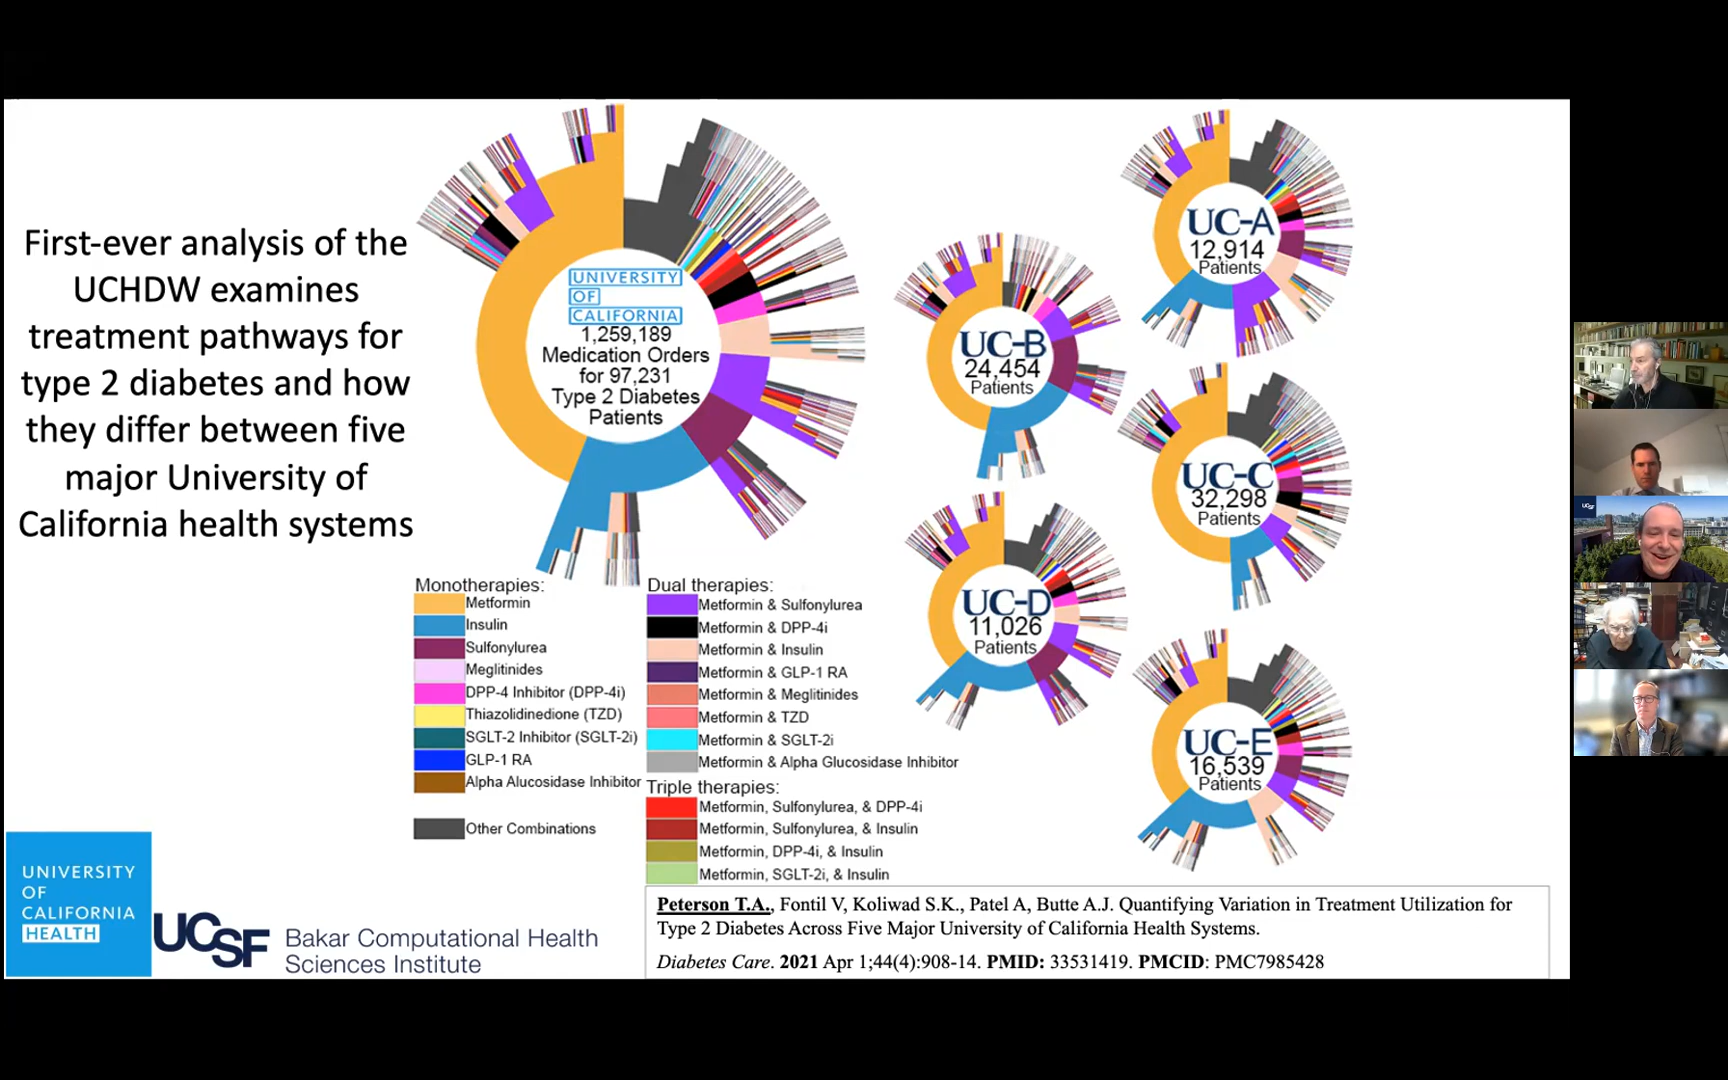 First-ever analysis of the
UCHDW examines
treatment pathways for
type 2 diabetes and how
they differ between five
major University of
California health systems
UNIVERSITY
OF
CALIFORNIA
1,259,189
Medication Orders
for 97,231
Type 2 Diabetes
Patients
UC-A
12,914
Patients
UC-B
24,454
Patients
UC-C
32,298
Patients
UC-D
11,026
Patients
UC-E
16,539
Patients
Monotherapies:
Metformin
Insulin
Sulfonylurea
Meglitinides
DPP-4 Inhibitor (DPP-4i)
Thiazolidinedione (TZD)
SGLT-2 Inhibitor (SGLT-2i)
GLP-1 RA
Alpha Alucosidase Inhibitor
Other Combinations
Dual therapies:
Metformin & Sulfonylurea
Metformin & DPP-4i
Metformin & Insulin
Metformin & GLP-1 RA
Metformin & Meglitinides
Metformin & TZD
Metformin & SGLT-2i
Metformin & Alpha Glucosidase Inhibitor
Triple therapies:
Metformin, Sulfonylurea, & DPP-4i
Metformin, Sulfonylurea, & Insulin
Metformin, DPP-4i, & Insulin
Metformin, SGLT-2i, & Insulin
UNIVERSITY
OF
CALIFORNIA
HEALTH
UCSF
Bakar Computational Health
Sciences Institute
Peterson T.A., Fontil V, Koliwad S.K., Patel A, Butte A.J. Quantifying Variation in Treatment Utilization for
Type 2 Diabetes Across Five Major University of California Health Systems.
Diabetes Care. 2021 Apr 1;44(4):908-14. PMID: 33531419. PMCID: PMC7985428
UCSF